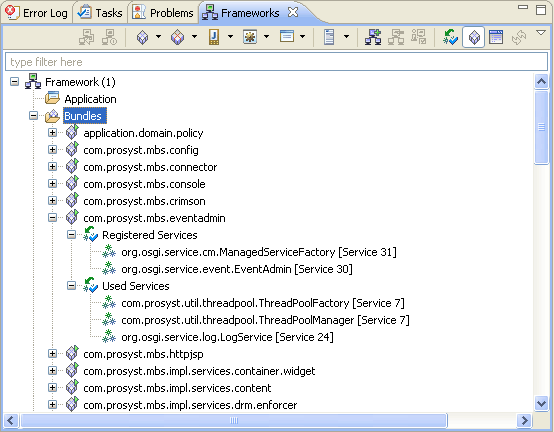 Error Log Tasks Problems Frameworks
type filter here
Framework (1)
Application
Bundles
application.domain.policy
com.prosyst.mbs.config
com.prosyst.mbs.connector
com.prosyst.mbs.console
com.prosyst.mbs.crimson
com.prosyst.mbs.eventadmin
Registered Services
org.osgi.service.cm.ManagedServiceFactory [Service 31]
org.osgi.service.event.EventAdmin [Service 30]
Used Services
com.prosyst.util.threadpool.ThreadPoolFactory [Service 7]
com.prosyst.util.threadpool.ThreadPoolManager [Service 7]
org.osgi.service.log.LogService [Service 24]
com.prosyst.mbs.httpjsp
com.prosyst.mbs.impl.services.container.widget
com.prosyst.mbs.impl.services.content
com.prosyst.mbs.impl.services.drm.enforcer